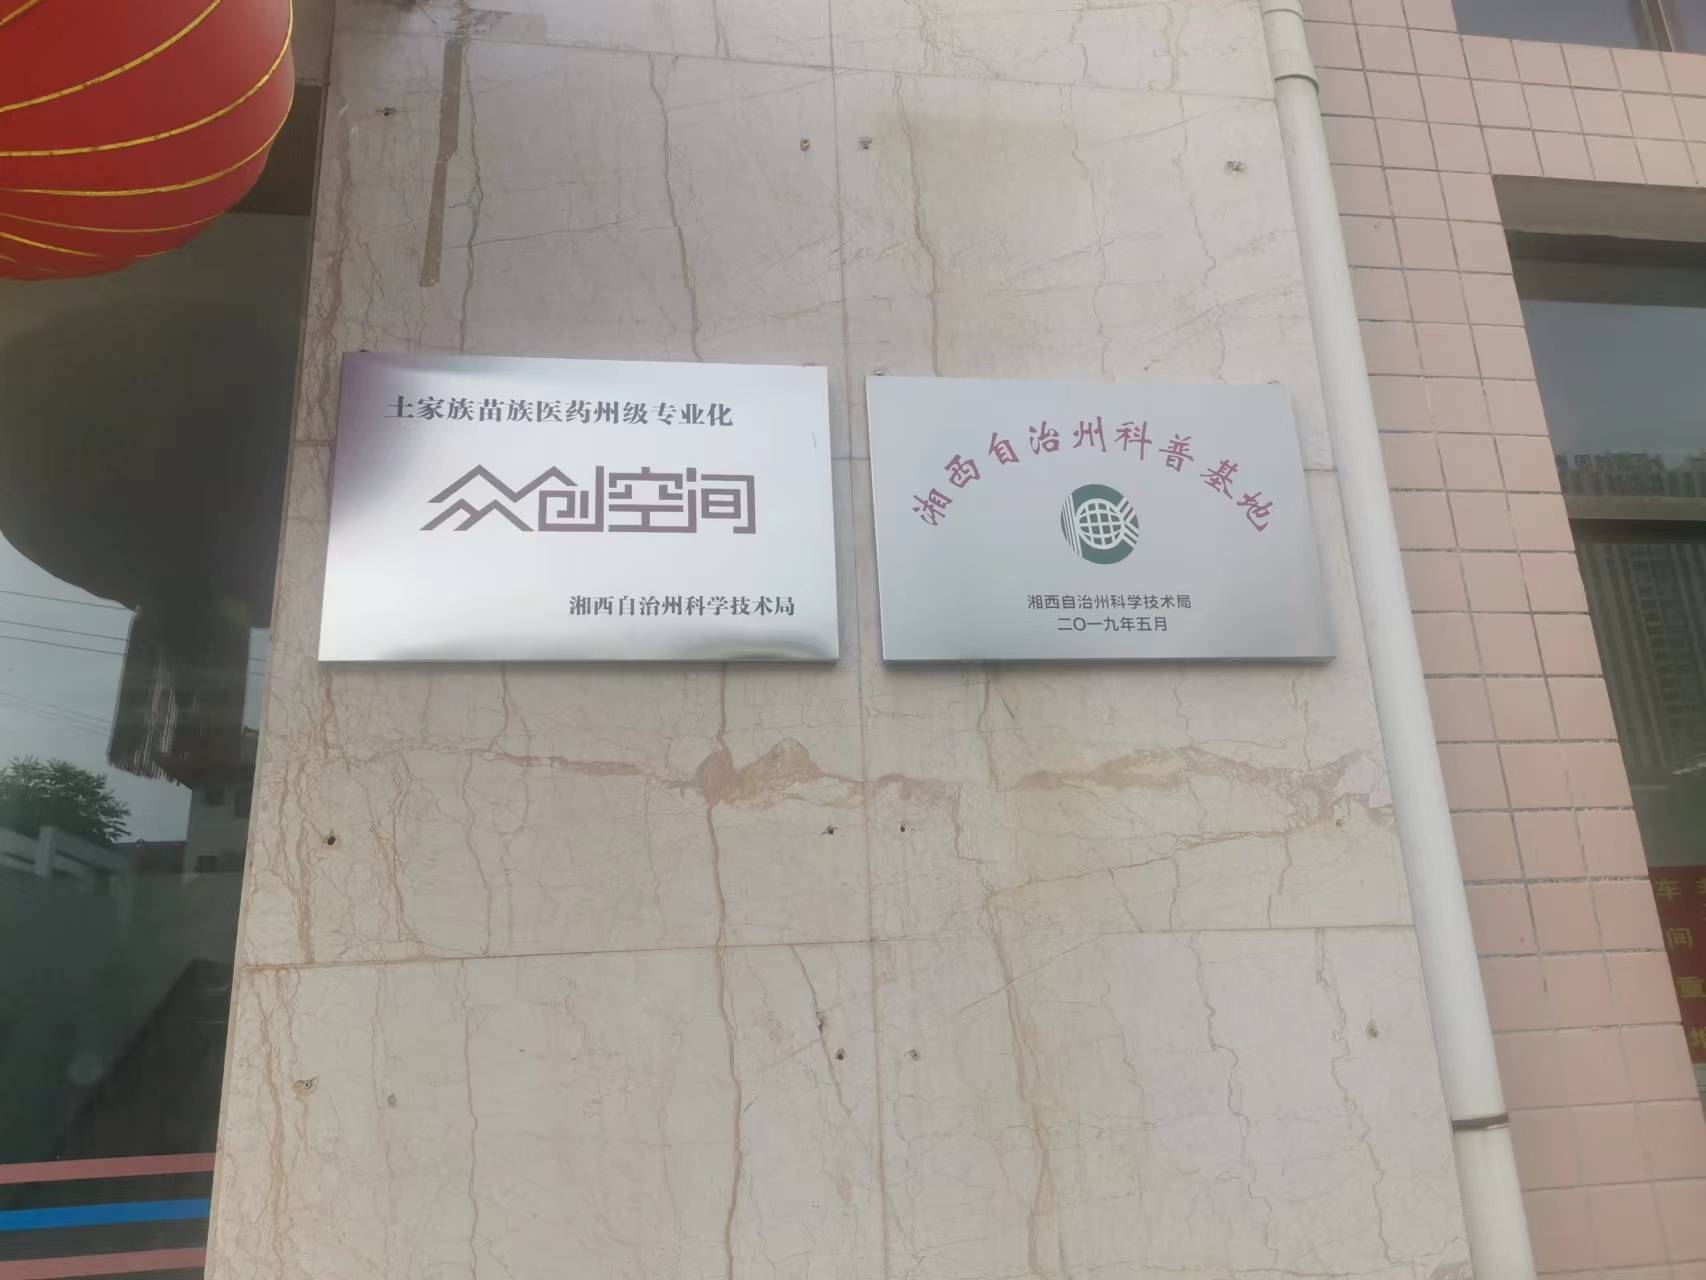 土家族苗族医药州级专业化
众创空间
湘西自治州科学技术局
湘西自治州科普基地
湘西自治州科学技术局
二〇一九年五月
车
间